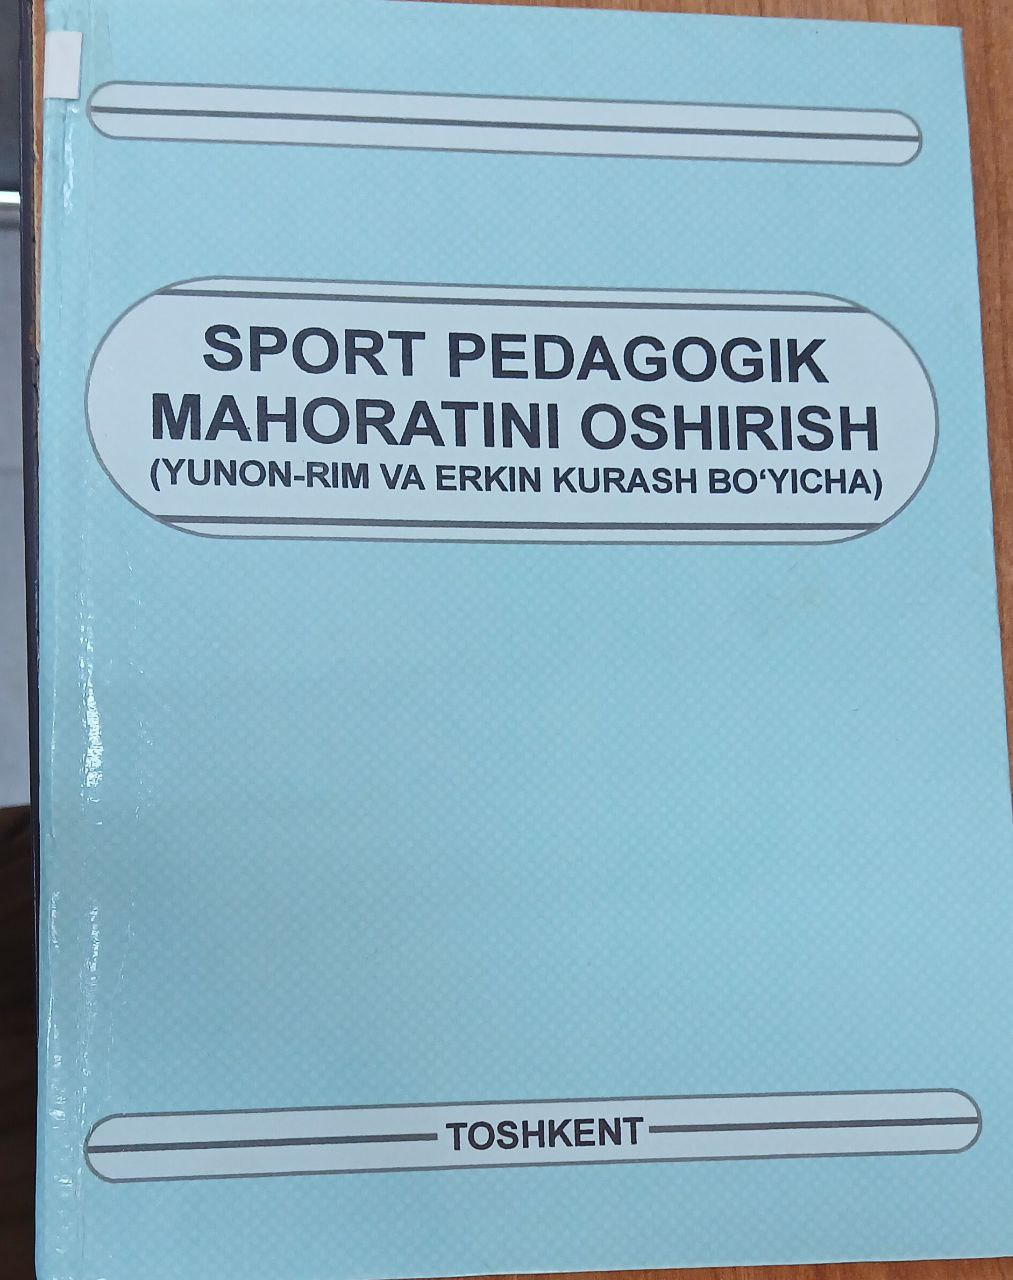 SPORT PEDAGOGIK
MAHORATINI OSHIRISH
(YUNON-RIM VA ERKIN KURASH BO‘YICHA)
TOSHKENT